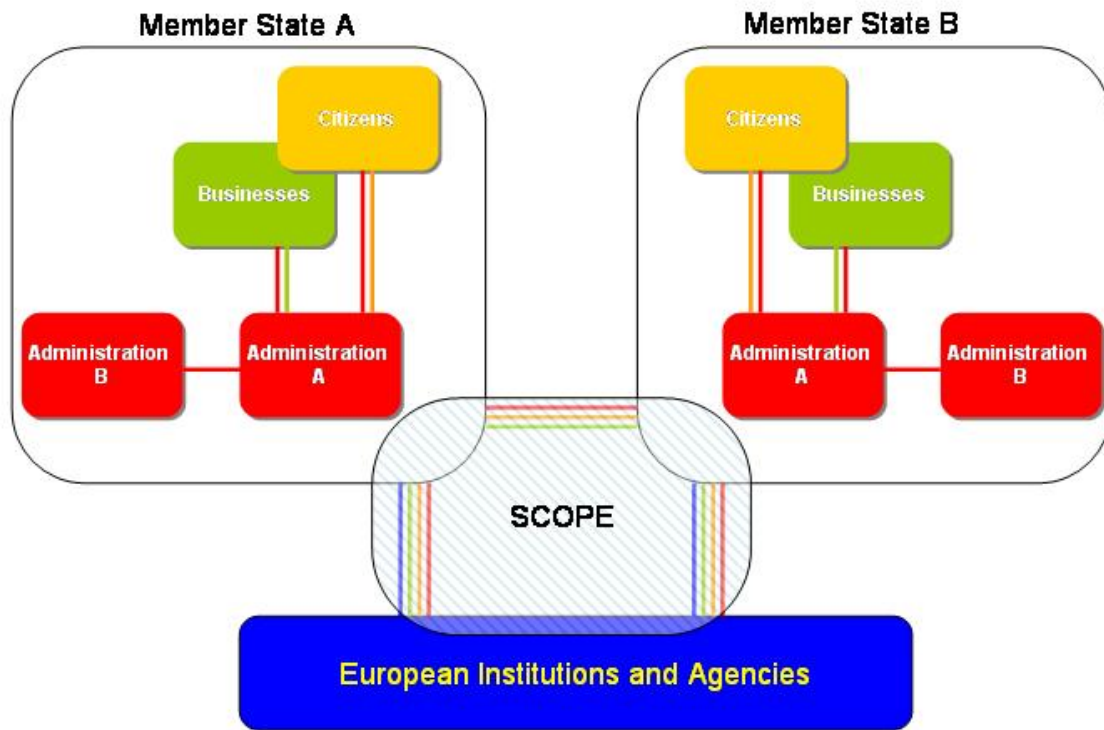 Member State A
Member State B
Citizens
Businesses
Administration
B
Administration
A
Citizens
Businesses
Administration
A
Administration
B
SCOPE
European Institutions and Agencies